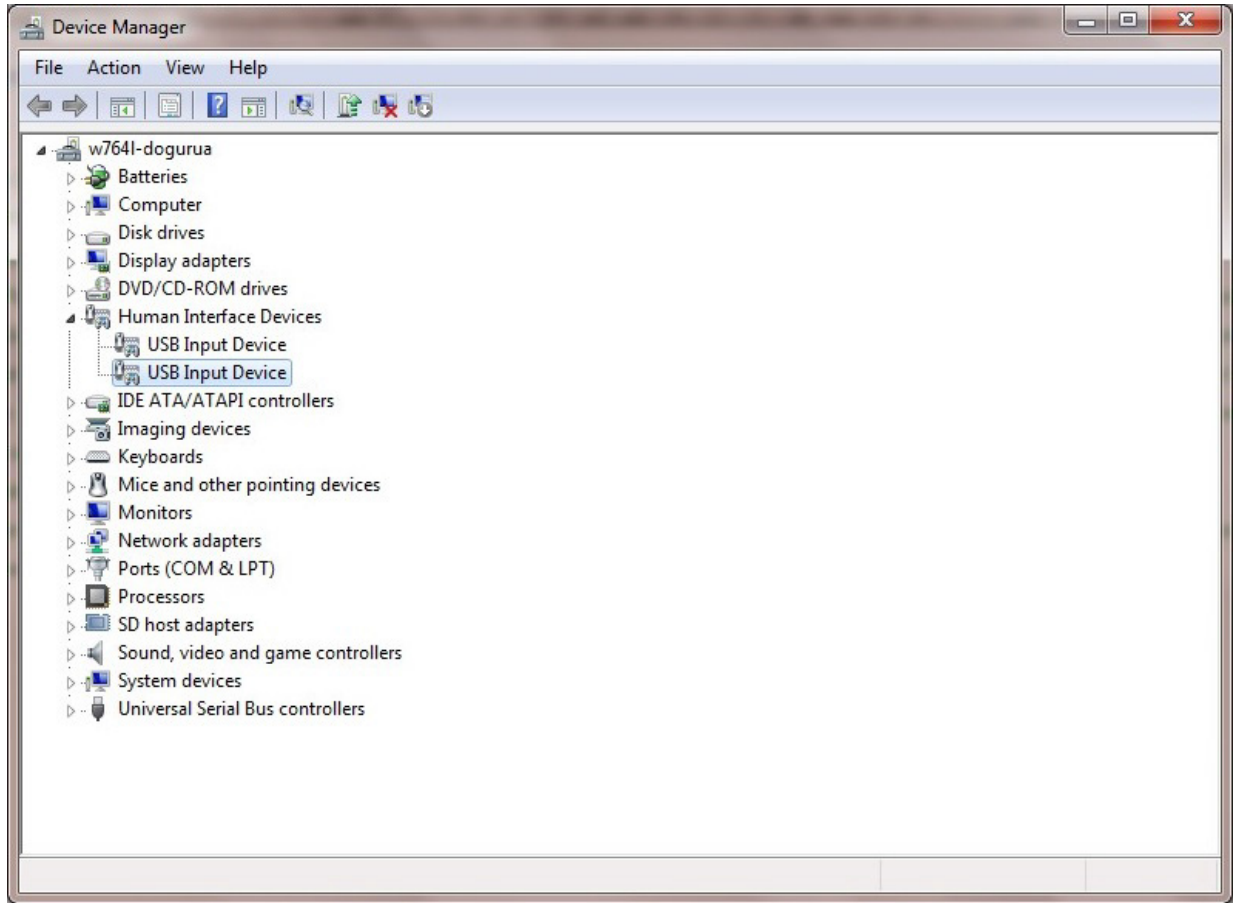 Device Manager
File Action View Help
w764l-dogurua
Batteries
Computer
Disk drives
Display adapters
DVD/CD-ROM drives
Human Interface Devices
USB Input Device
USB Input Device
IDE ATA/ATAPI controllers
Imaging devices
Keyboards
Mice and other pointing devices
Monitors
Network adapters
Ports (COM & LPT)
Processors
SD host adapters
Sound, video and game controllers
System devices
Universal Serial Bus controllers